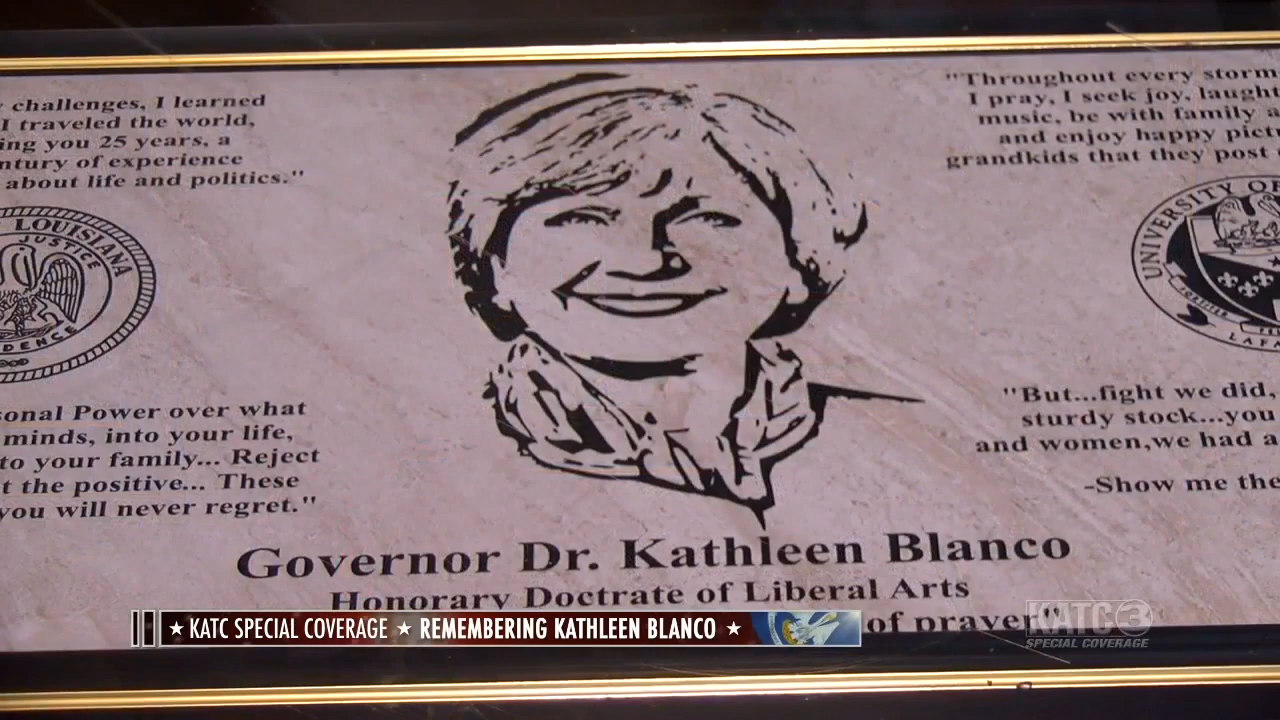 challenges, I learned
I traveled the world,
ing you 25 years, a
ntury of experience
about life and politics."
LOUISIANA
JUSTICE
DENCE
sonal Power over what
minds, into your life,
to your family... Reject
t the positive... These
you will never regret."
"Throughout every storm
I pray, I seek joy, laught
music, be with family a
and enjoy happy pict
grandkids that they post
UNIVERSITY OF
LAFA
"But...fight we did,
sturdy stock...you
and women,we had a
-Show me the
Governor Dr. Kathleen Blanco
Honorary Doctrate of Liberal Arts
of prayer"
★ KATC SPECIAL COVERAGE ★ REMEMBERING KATHLEEN BLANCO ★
KATC 3
SPECIAL COVERAGE